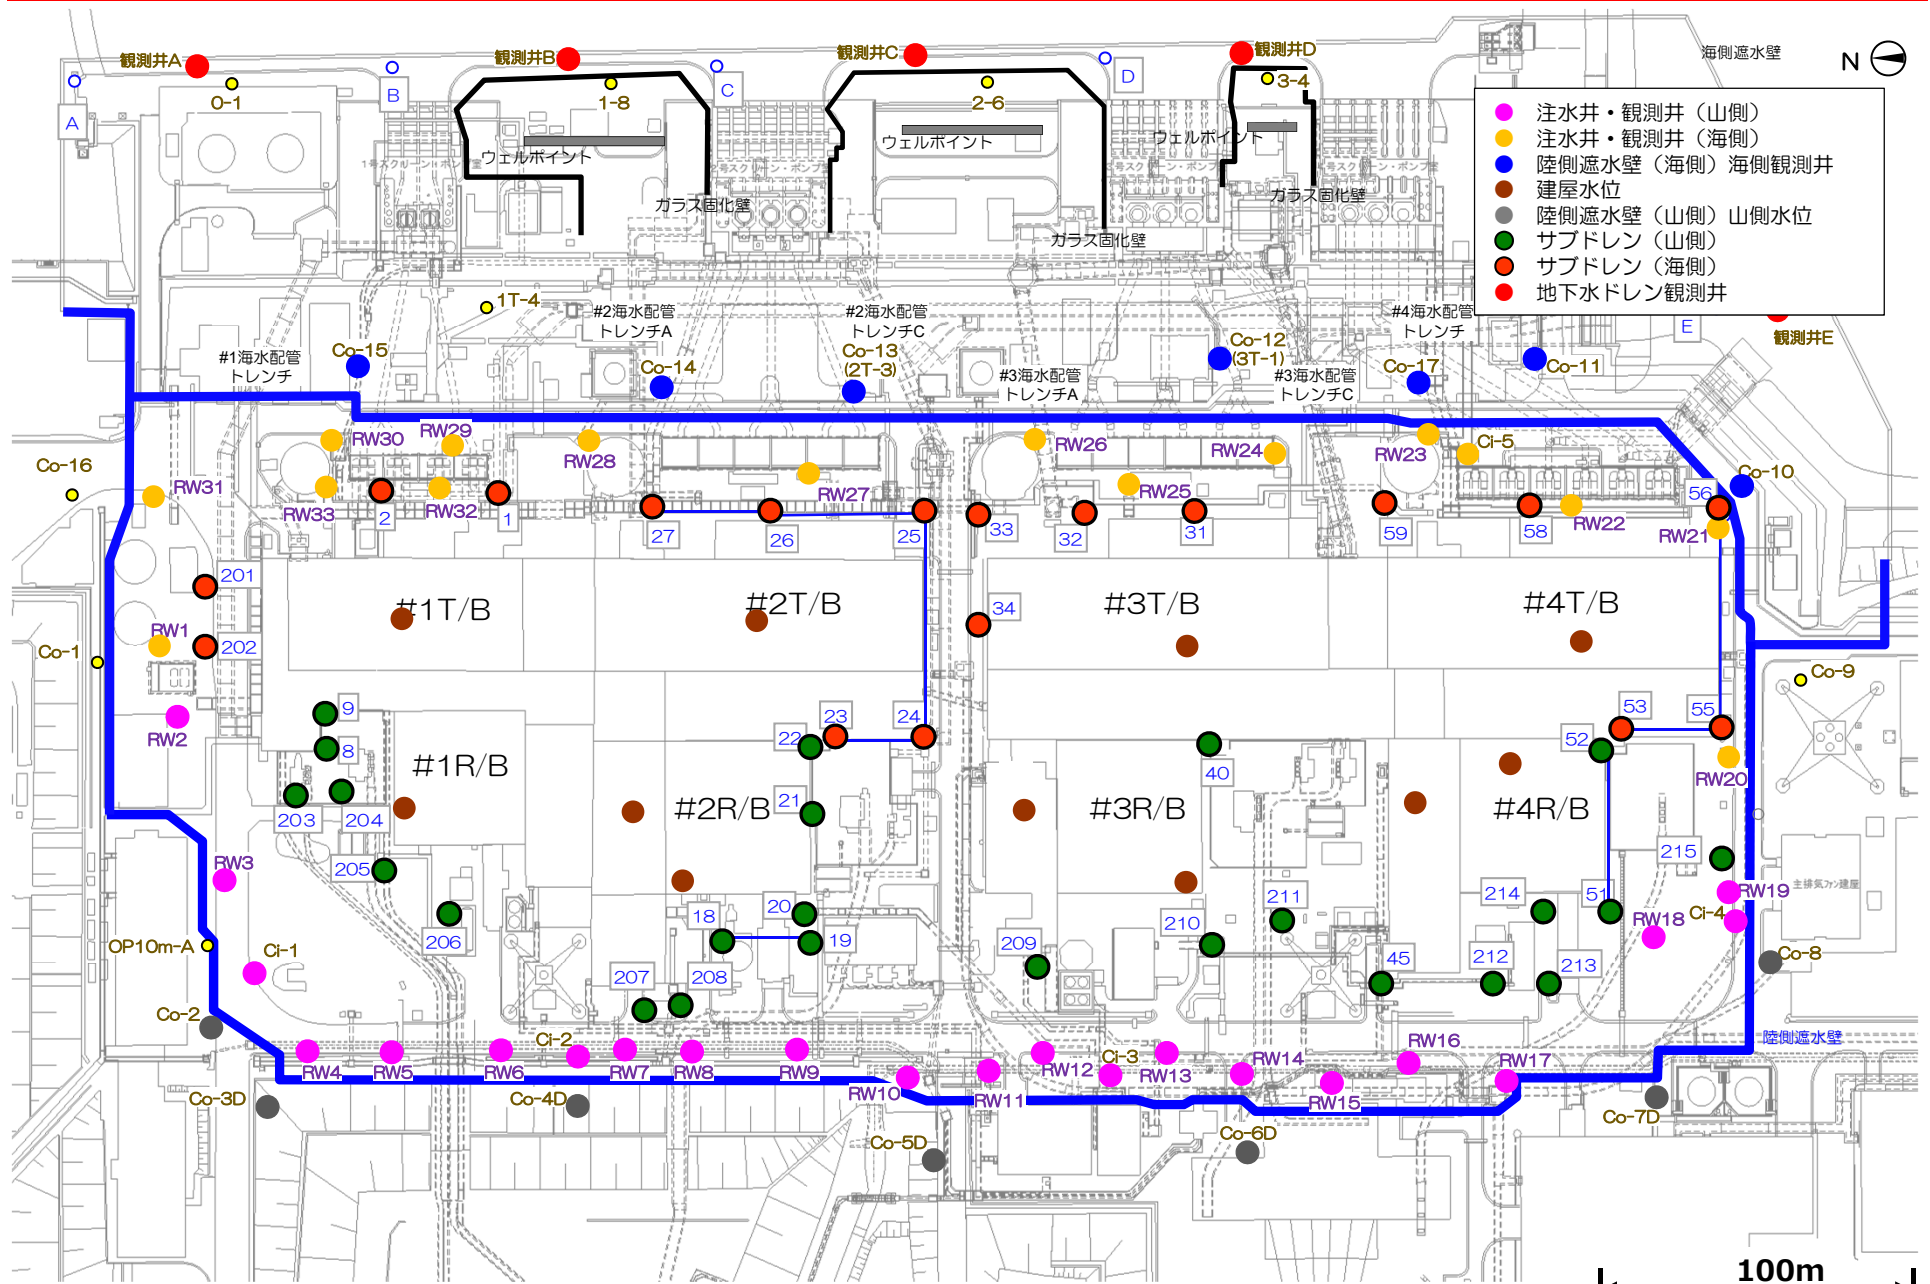 観測井A
観測井B
観測井C
観測井D
海側遮水壁
N
0-1
1-8
2-6
3-4
A
B
C
D
注水井・観測井（山側）
注水井・観測井（海側）
陸側遮水壁（海側）海側観測井
建屋水位
陸側遮水壁（山側）山側水位
サブドレン（山側）
サブドレン（海側）
地下水ドレン観測井
ウェルポイント
ウェルポイント
ウェルポイント
ガラス固化壁
ガラス固化壁
ガラス固化壁
1T-4
E
観測井E
#1海水配管
トレンチ
#2海水配管
トレンチA
#2海水配管
トレンチC
#3海水配管
トレンチA
#3海水配管
トレンチC
#4海水配管
トレンチ
Co-15
Co-14
Co-13
(2T-3)
Co-12
(3T-1)
Co-17
Co-11
Co-16
RW31
RW30
RW29
RW28
RW27
RW26
RW25
RW24
RW23
Ci-5
Co-10
RW33
2
RW32
1
27
26
25
33
32
31
59
58
RW22
56
RW21
201
202
RW1
Co-1
#1T/B
#2T/B
34
#3T/B
#4T/B
Co-9
RW2
9
8
22
23
24
40
52
53
55
RW20
#1R/B
#2R/B
#3R/B
#4R/B
203
204
21
205
215
RW3
主排気ファン建屋
206
18
20
19
211
210
209
214
51
RW18
RW19
Ci-4
OP10m-A
Ci-1
207
208
45
212
213
Co-8
Co-2
Ci-2
Ci-3
陸側遮水壁
RW4
RW5
RW6
RW7
RW8
RW9
RW10
RW11
RW12
RW13
RW14
RW15
RW16
RW17
Co-3D
Co-4D
Co-5D
Co-6D
Co-7D
100m